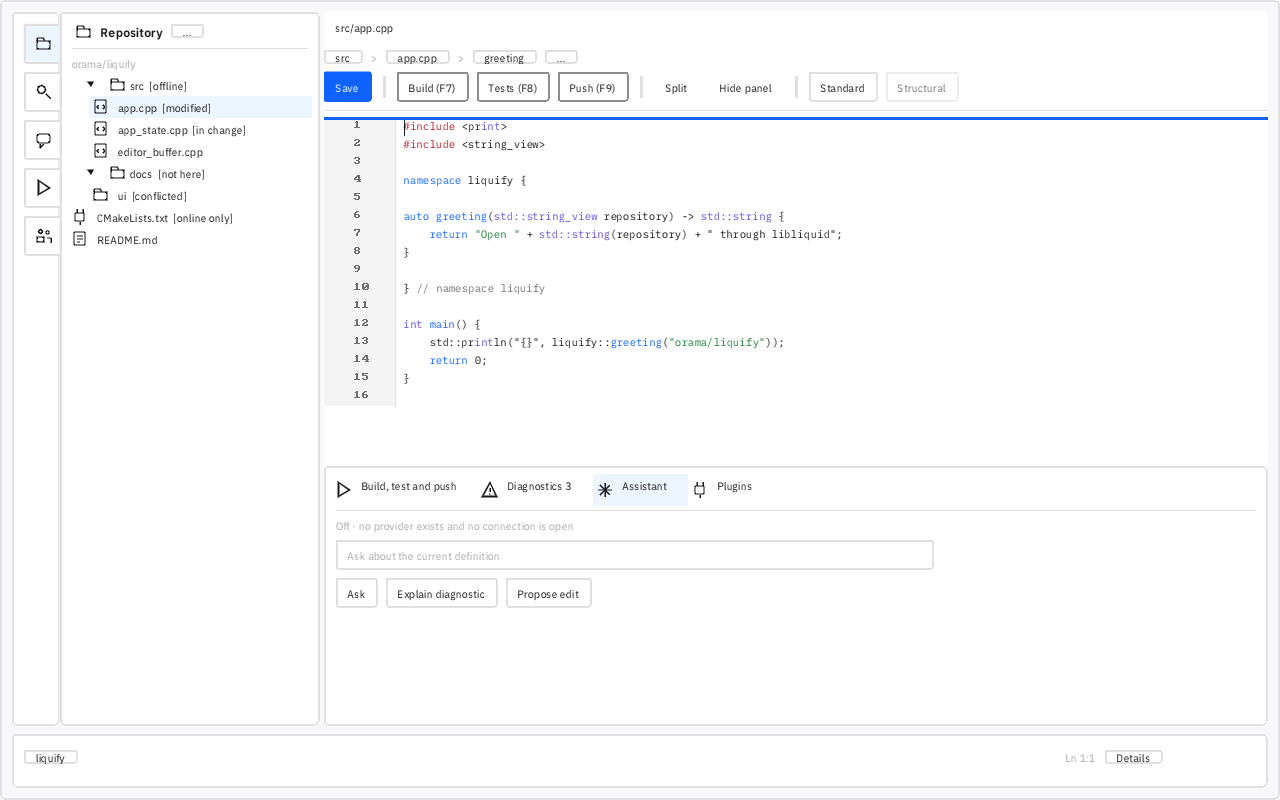 Repository ...
orama/liquify
src [offline]
app.cpp [modified]
app_state.cpp [in change]
editor_buffer.cpp
docs [not here]
ui [conflicted]
CMakeLists.txt [online only]
README.md
src/app.cpp
src > app.cpp > greeting ...
Save Build (F7) Tests (F8) Push (F9) Split Hide panel Standard Structural
1 #include <print>
2 #include <string_view>
3
4 namespace liquify {
5
6 auto greeting(std::string_view repository) -> std::string {
7 return "Open " + std::string(repository) + " through libliquid";
8 }
9
10 } // namespace liquify
11
12 int main() {
13 std::println("{}", liquify::greeting("orama/liquify"));
14 return 0;
15 }
16
Build, test and push Diagnostics 3 Assistant Plugins
Off · no provider exists and no connection is open
Ask about the current definition
Ask Explain diagnostic Propose edit
liquify Ln 1:1 Details